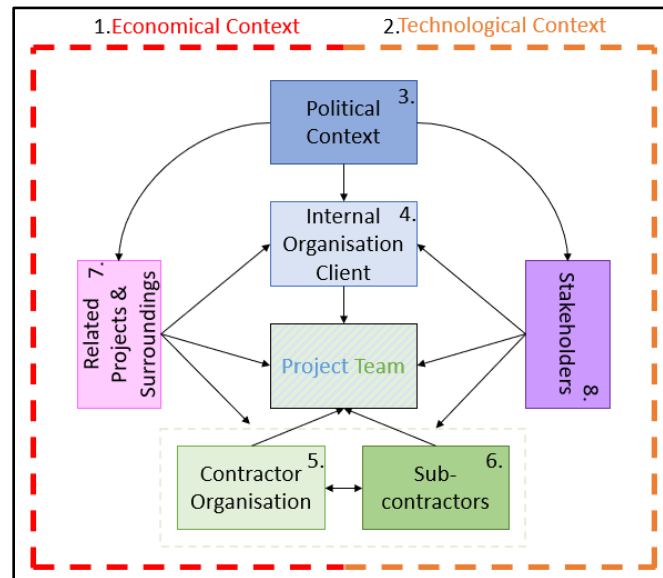 1.Economical Context
2.Technological Context
3.
Political
Context
4.
Internal
Organisation
Client
7.
Related
Projects &
Surroundings
Stakeholders
8.
Project Team
5.
Contractor
Organisation
6.
Sub-
contractors